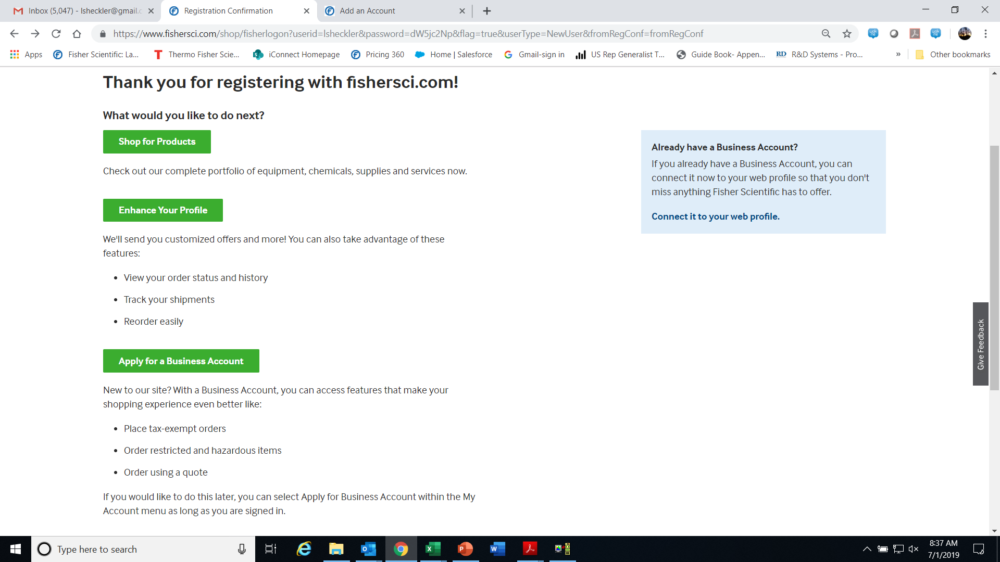 Inbox (5,047) - lsheckler@gmail.c
Registration Confirmation
Add an Account
https://www.fishersci.com/shop/fisherlogon?userid=lsheckler&password=dW5jc2Np&flag=true&userType=NewUser&fromRegConf=fromRegConf
Apps
Fisher Scientific: La...
Thermo Fisher Scie...
iConnect Homepage
Pricing 360
Home | Salesforce
Gmail-sign in
US Rep Generalist T...
Guide Book- Appen...
RD R&D Systems - Pro...
»
Other bookmarks
Thank you for registering with fishersci.com!
What would you like to do next?
Shop for Products
Check out our complete portfolio of equipment, chemicals, supplies and services now.
Enhance Your Profile
We'll send you customized offers and more! You can also take advantage of these
features:
• View your order status and history
• Track your shipments
• Reorder easily
Apply for a Business Account
New to our site? With a Business Account, you can access features that make your
shopping experience even better like:
• Place tax-exempt orders
• Order restricted and hazardous items
• Order using a quote
If you would like to do this later, you can select Apply for Business Account within the My
Account menu as long as you are signed in.
Already have a Business Account?
If you already have a Business Account, you can
connect it now to your web profile so that you don't
miss anything Fisher Scientific has to offer.
Connect it to your web profile.
Give Feedback
Type here to search
8:37 AM
7/1/2019